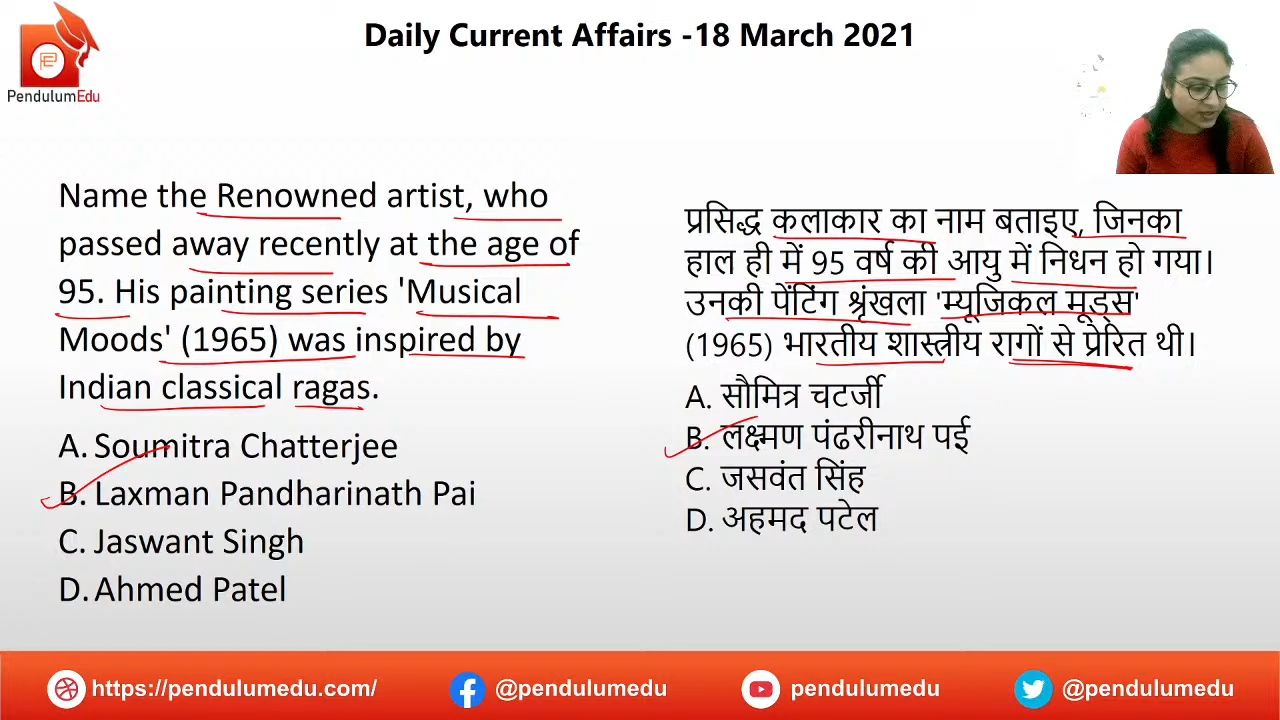 Daily Current Affairs -18 March 2021
PendulumEdu
Name the Renowned artist, who
passed away recently at the age of
95. His painting series 'Musical
Moods' (1965) was inspired by
Indian classical ragas.
A. Soumitra Chatterjee
B. Laxman Pandharinath Pai
C. Jaswant Singh
D. Ahmed Patel
प्रसिद्ध कलाकार का नाम बताइए, जिनका
हाल ही में 95 वर्ष की आयु में निधन हो गया।
उनकी पेंटिंग श्रृंखला 'म्यूजिकल मूड्स'
(1965) भारतीय शास्त्रीय रागों से प्रेरित थी।
A. सौमित्र चटर्जी
B. लक्ष्मण पंढरीनाथ पई
C. जसवंत सिंह
D. अहमद पटेल
https://pendulumedu.com/
@pendulumedu
pendulumedu
@pendulumedu